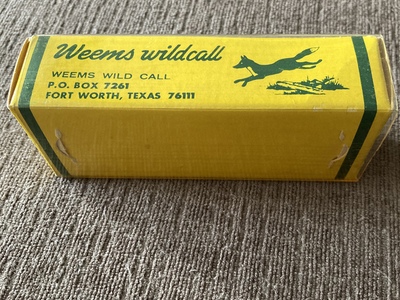 Weems wildcall
WEEMS WILD CALL
P.O. BOX 7261
FORT WORTH, TEXAS 76111